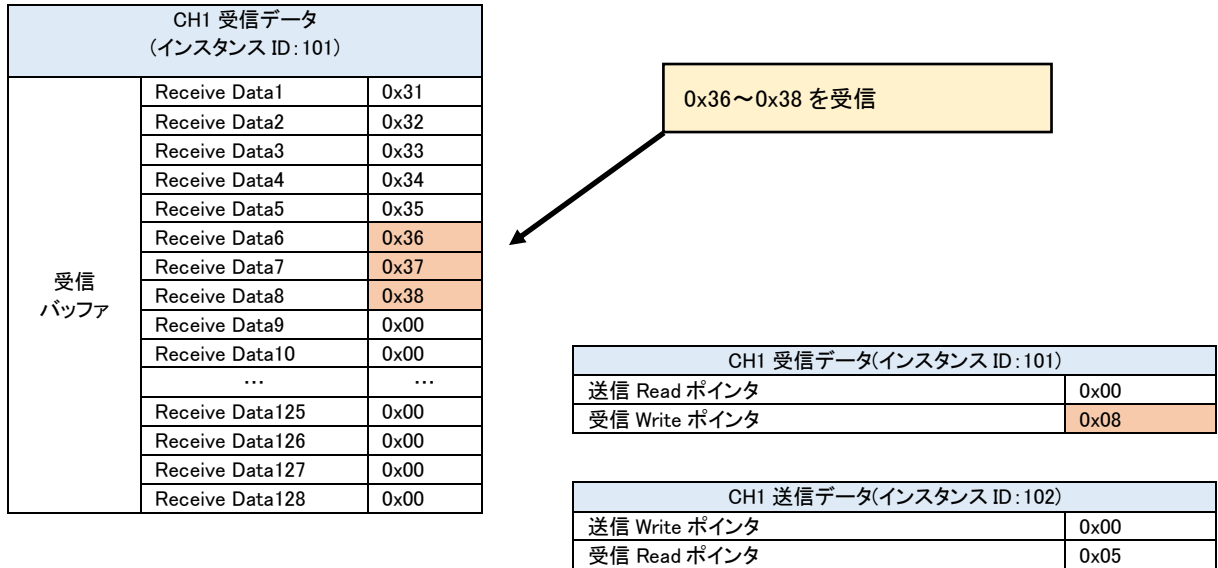 CH1 受信データ
(インスタンス ID：101)
受信
バッファ
Receive Data1 0x31
Receive Data2 0x32
Receive Data3 0x33
Receive Data4 0x34
Receive Data5 0x35
Receive Data6 0x36
Receive Data7 0x37
Receive Data8 0x38
Receive Data9 0x00
Receive Data10 0x00
… …
Receive Data125 0x00
Receive Data126 0x00
Receive Data127 0x00
Receive Data128 0x00
0x36～0x38 を受信
CH1 受信データ(インスタンス ID：101)
送信 Read ポインタ 0x00
受信 Write ポインタ 0x08
CH1 送信データ(インスタンス ID：102)
送信 Write ポインタ 0x00
受信 Read ポインタ 0x05